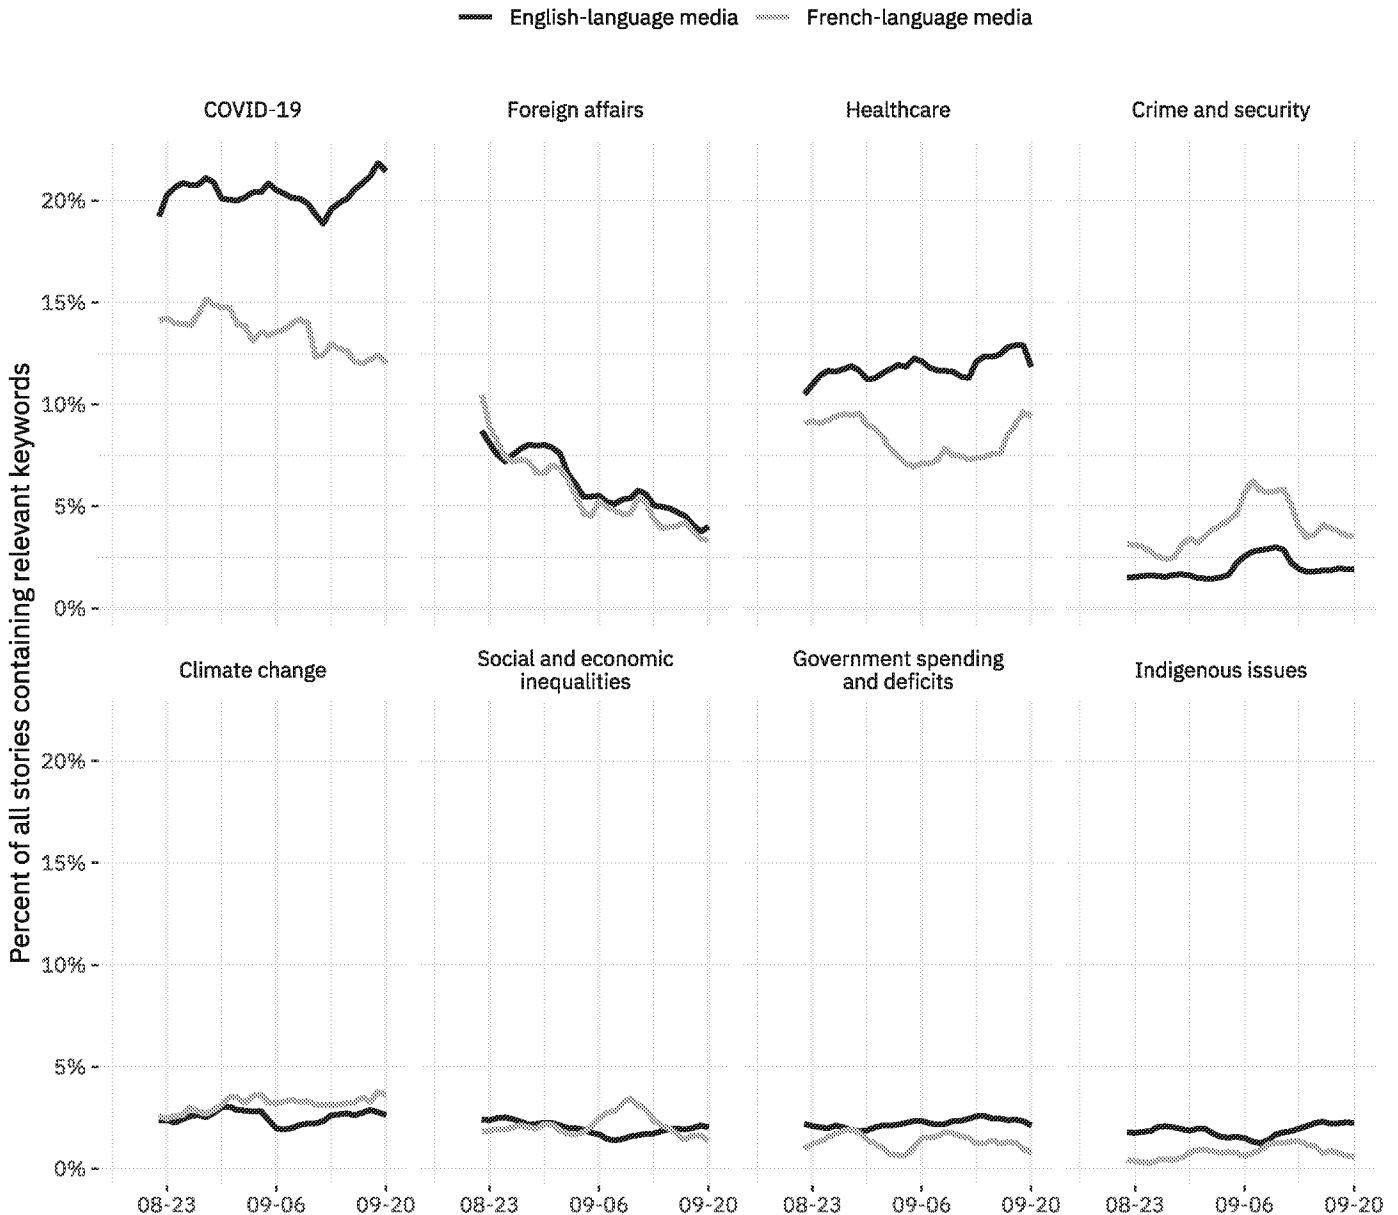 English-language media French-language media
COVID-19 Foreign affairs Healthcare Crime and security
20%
15%
10%
5%
0%
Percent of all stories containing relevant keywords
Climate change Social and economic Government spending Indigenous issues
inequalities and deficits
20%
15%
10%
5%
0%
08-23 09-06 09-20 08-23 09-06 09-20 08-23 09-06 09-20 08-23 09-06 09-20